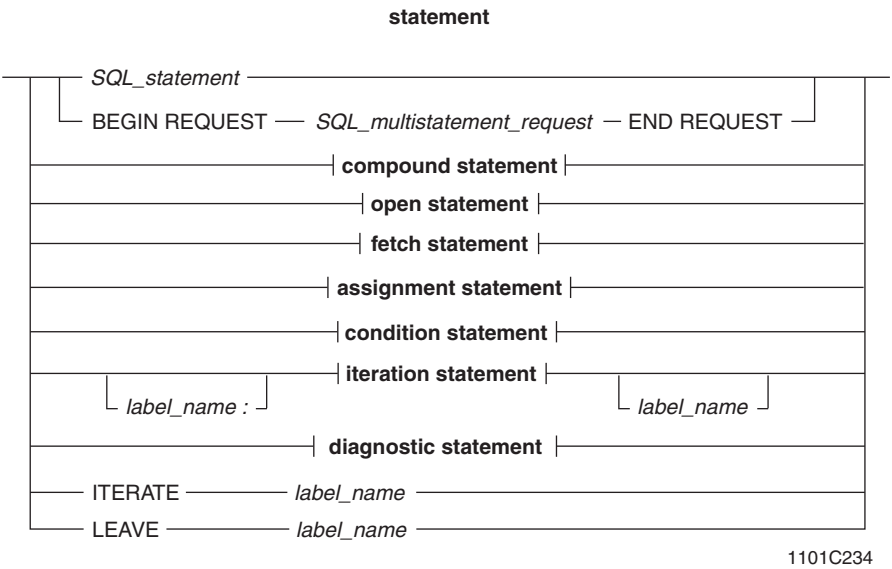 statement
SQL_statement
BEGIN REQUEST SQL_multistatement_request END REQUEST
compound statement
open statement
fetch statement
assignment statement
condition statement
iteration statement
label_name : label_name
diagnostic statement
ITERATE label_name
LEAVE label_name
1101C234